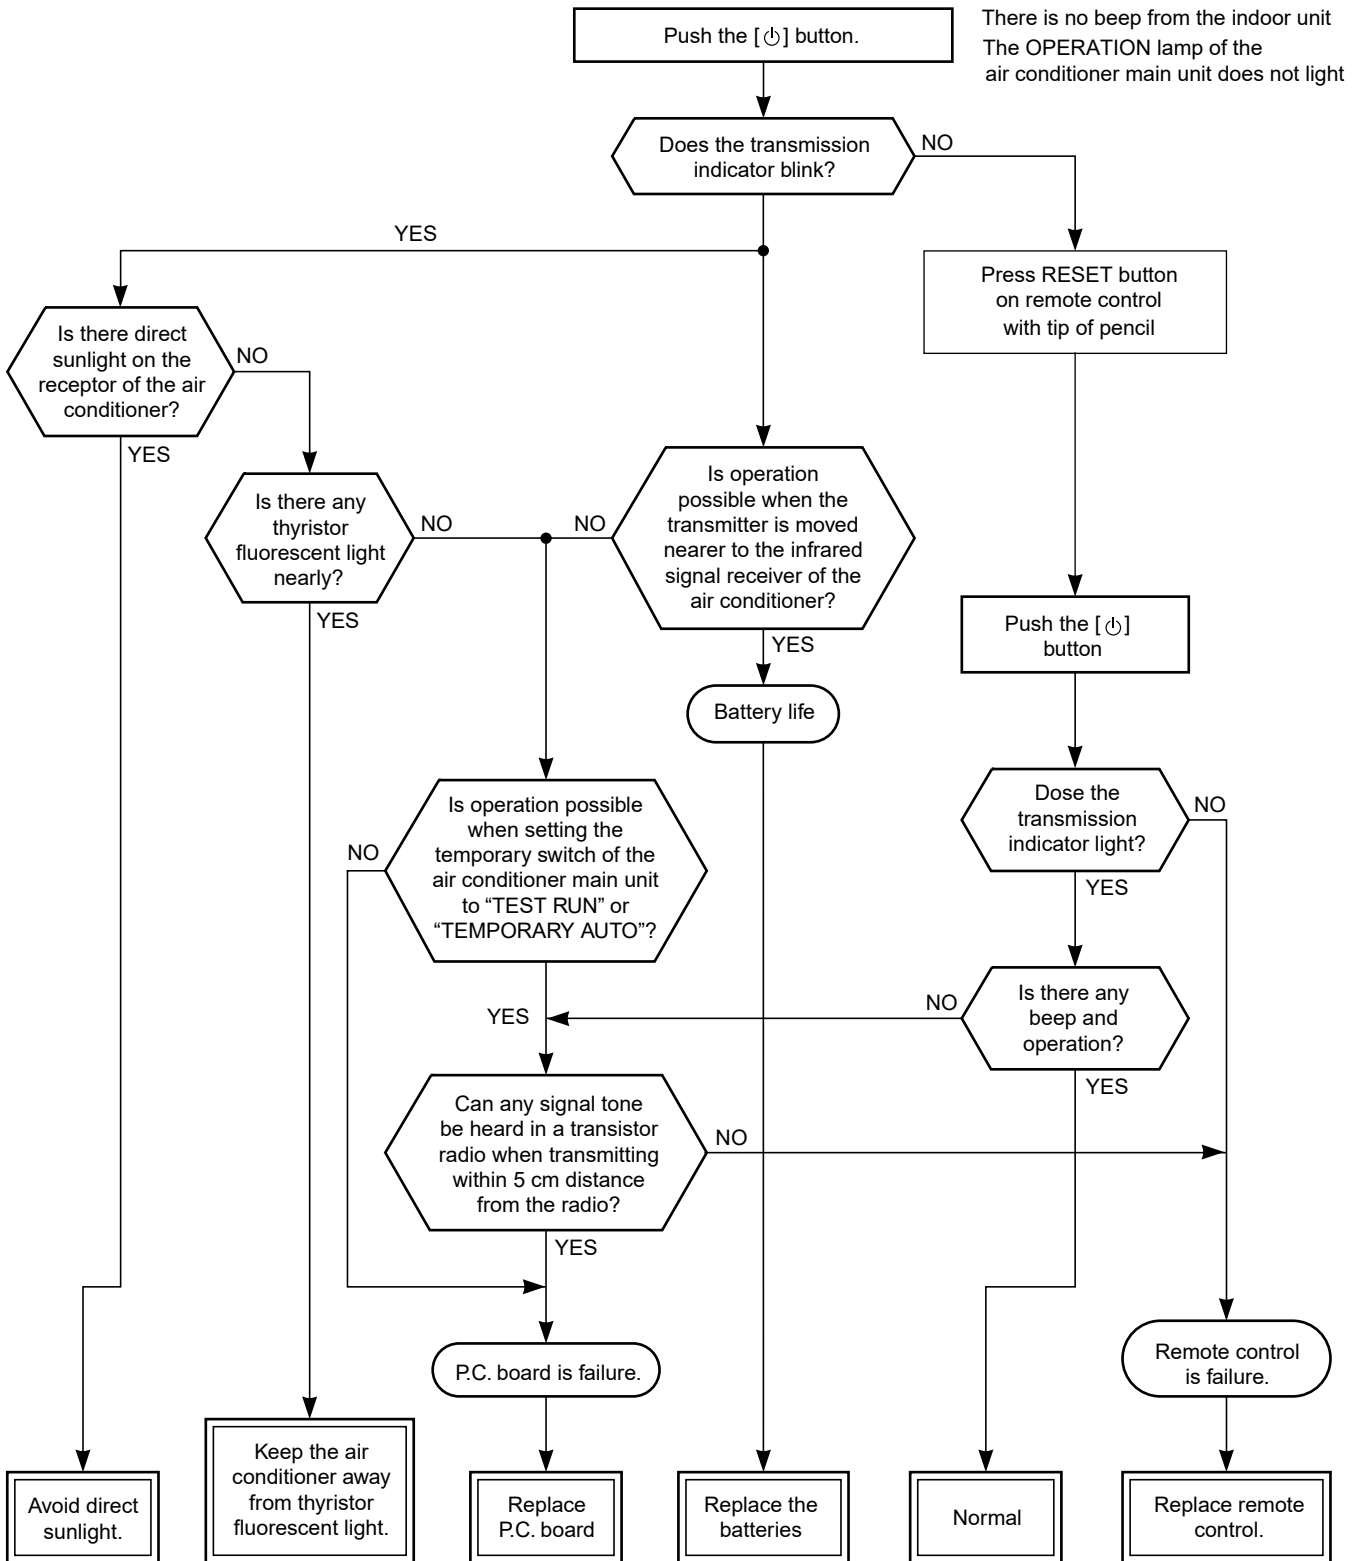 Push the [⏻] button.
There is no beep from the indoor unit
The OPERATION lamp of the
air conditioner main unit does not light
Does the transmission
indicator blink?
NO
YES
Press RESET button
on remote control
with tip of pencil
Is there direct
sunlight on the
receptor of the air
conditioner?
NO
YES
Is there any
thyristor
fluorescent light
nearly?
NO
YES
Is operation
possible when the
transmitter is moved
nearer to the infrared
signal receiver of the
air conditioner?
NO
YES
Push the [⏻]
button
Battery life
Is operation possible
when setting the
temporary switch of the
air conditioner main unit
to “TEST RUN” or
“TEMPORARY AUTO”?
NO
YES
Dose the
transmission
indicator light?
NO
YES
Is there any
beep and
operation?
NO
YES
Can any signal tone
be heard in a transistor
radio when transmitting
within 5 cm distance
from the radio?
NO
YES
P.C. board is failure.
Remote control
is failure.
Avoid direct
sunlight.
Keep the air
conditioner away
from thyristor
fluorescent light.
Replace
P.C. board
Replace the
batteries
Normal
Replace remote
control.